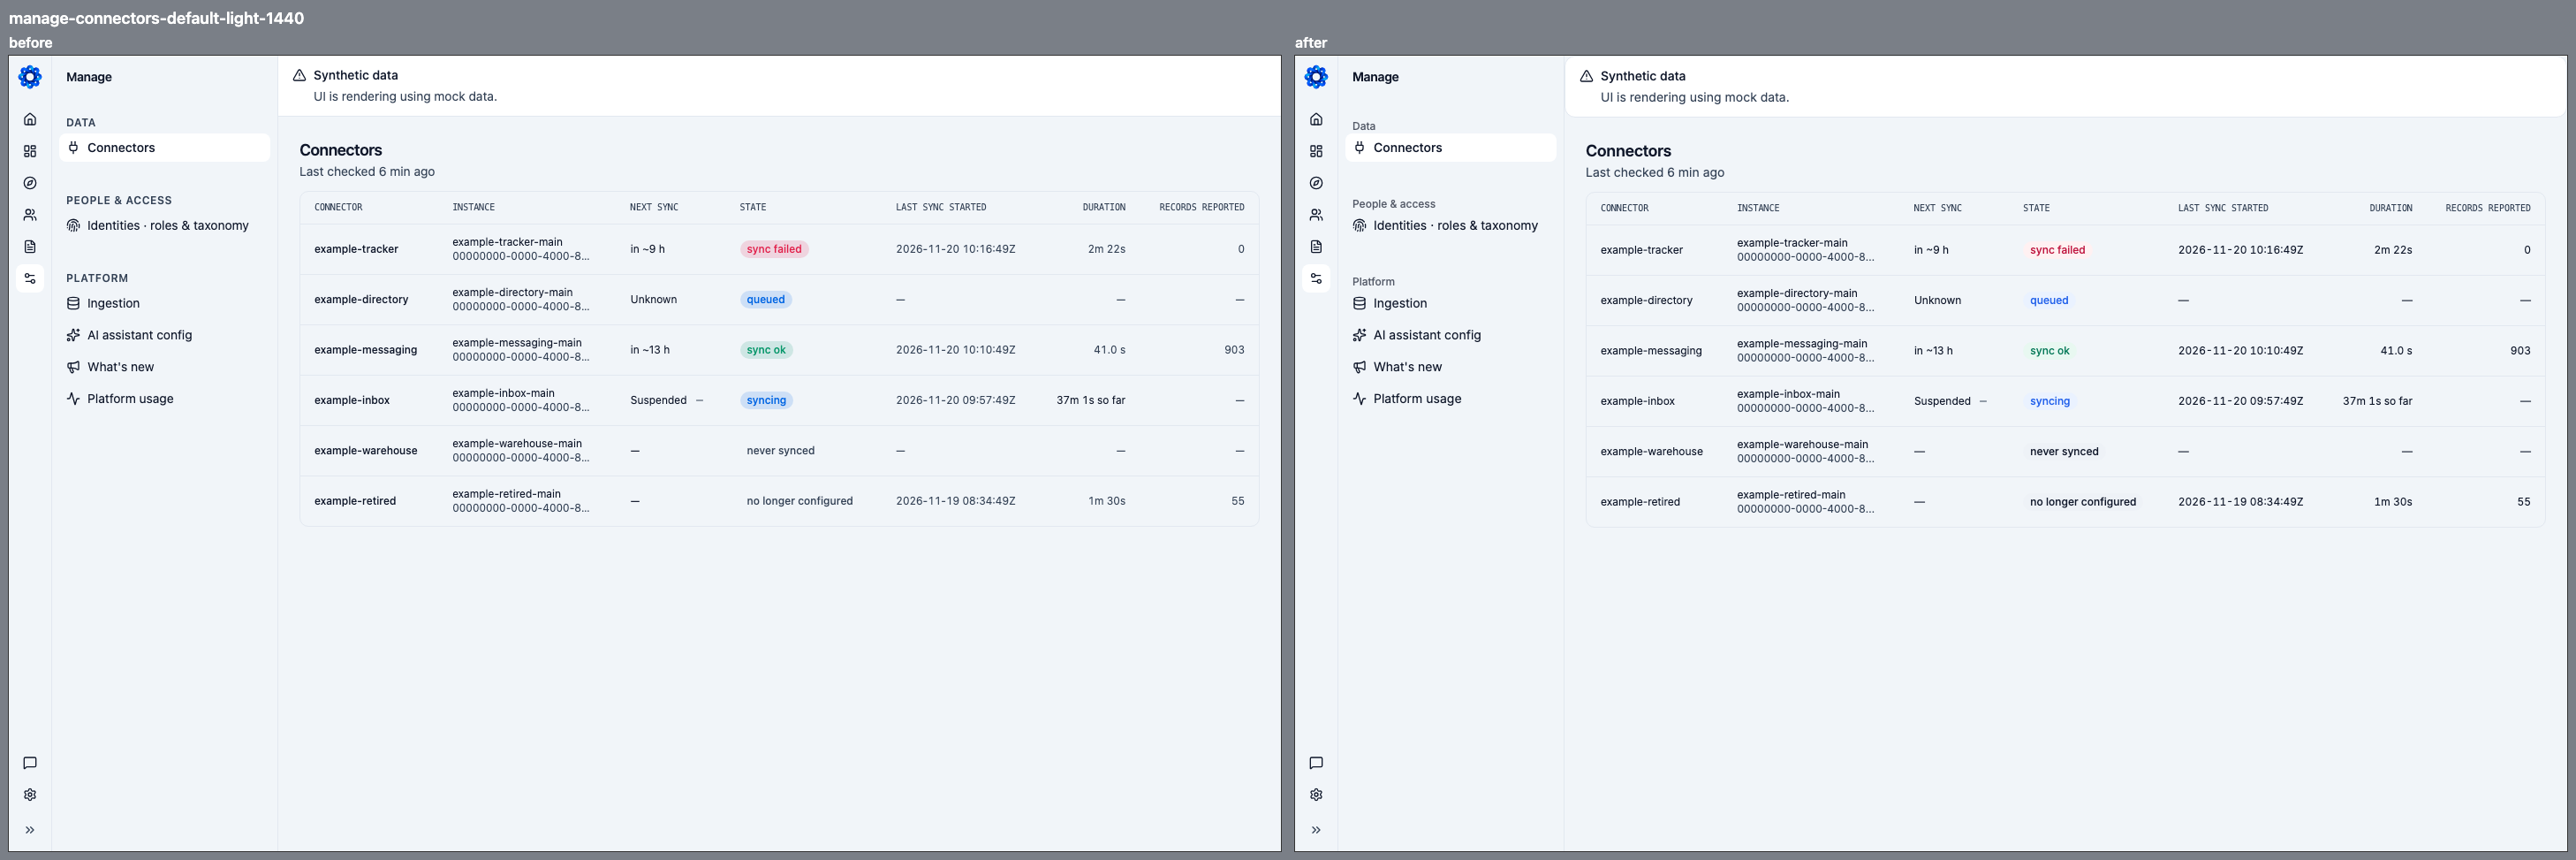 manage-connectors-default-light-1440
before
Manage
DATA
Connectors
PEOPLE & ACCESS
Identities · roles & taxonomy
PLATFORM
Ingestion
AI assistant config
What's new
Platform usage
Synthetic data
UI is rendering using mock data.
Connectors
Last checked 6 min ago
CONNECTOR INSTANCE NEXT SYNC STATE LAST SYNC STARTED DURATION RECORDS REPORTED
example-tracker example-tracker-main in ~9 h sync failed 2026-11-20 10:16:49Z 2m 22s 0
00000000-0000-4000-8...
example-directory example-directory-main Unknown queued — — —
00000000-0000-4000-8...
example-messaging example-messaging-main in ~13 h sync ok 2026-11-20 10:10:49Z 41.0 s 903
00000000-0000-4000-8...
example-inbox example-inbox-main Suspended — syncing 2026-11-20 09:57:49Z 37m 1s so far —
00000000-0000-4000-8...
example-warehouse example-warehouse-main — never synced — — —
00000000-0000-4000-8...
example-retired example-retired-main — no longer configured 2026-11-19 08:34:49Z 1m 30s 55
00000000-0000-4000-8...
after
Manage
Data
Connectors
People & access
Identities · roles & taxonomy
Platform
Ingestion
AI assistant config
What's new
Platform usage
Synthetic data
UI is rendering using mock data.
Connectors
Last checked 6 min ago
CONNECTOR INSTANCE NEXT SYNC STATE LAST SYNC STARTED DURATION RECORDS REPORTED
example-tracker example-tracker-main in ~9 h sync failed 2026-11-20 10:16:49Z 2m 22s 0
00000000-0000-4000-8...
example-directory example-directory-main Unknown queued — — —
00000000-0000-4000-8...
example-messaging example-messaging-main in ~13 h sync ok 2026-11-20 10:10:49Z 41.0 s 903
00000000-0000-4000-8...
example-inbox example-inbox-main Suspended — syncing 2026-11-20 09:57:49Z 37m 1s so far —
00000000-0000-4000-8...
example-warehouse example-warehouse-main — never synced — — —
00000000-0000-4000-8...
example-retired example-retired-main — no longer configured 2026-11-19 08:34:49Z 1m 30s 55
00000000-0000-4000-8...